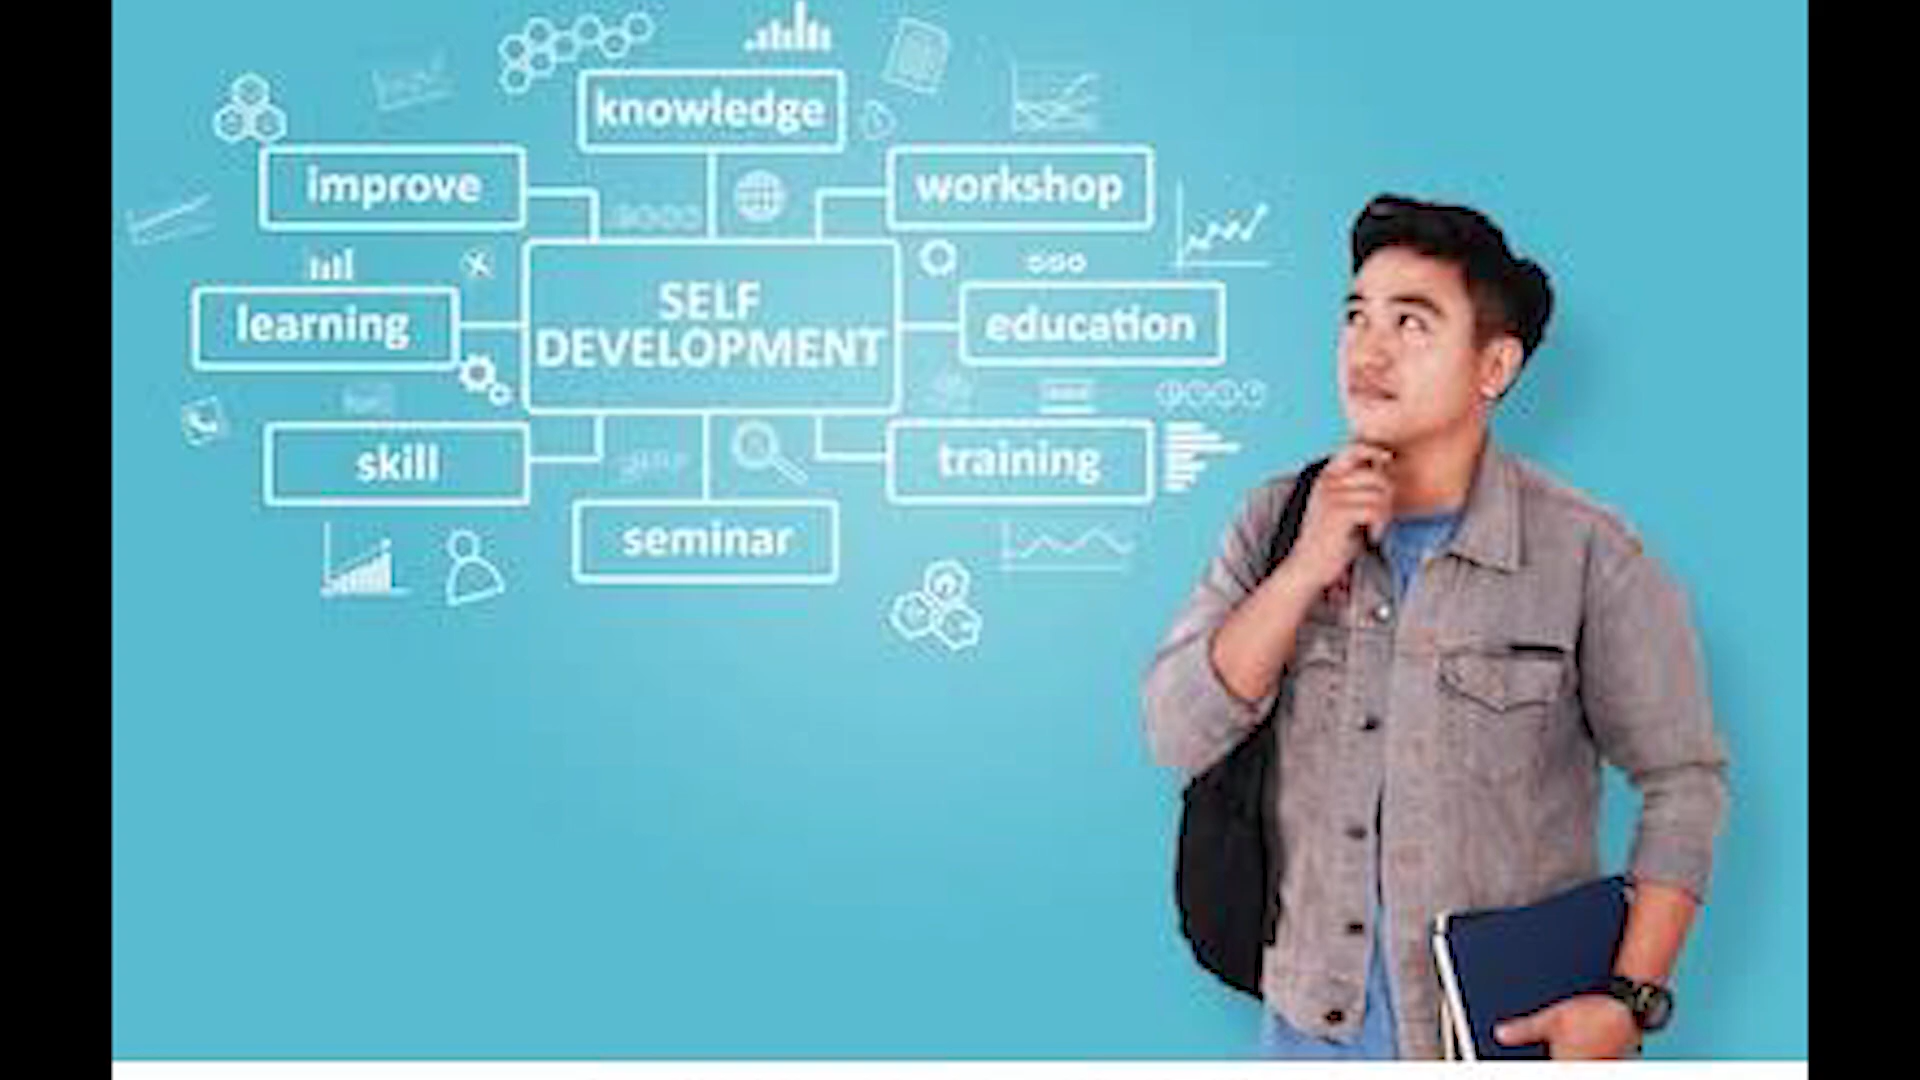 knowledge
improve
workshop
SELF
DEVELOPMENT
learning
education
skill
training
seminar